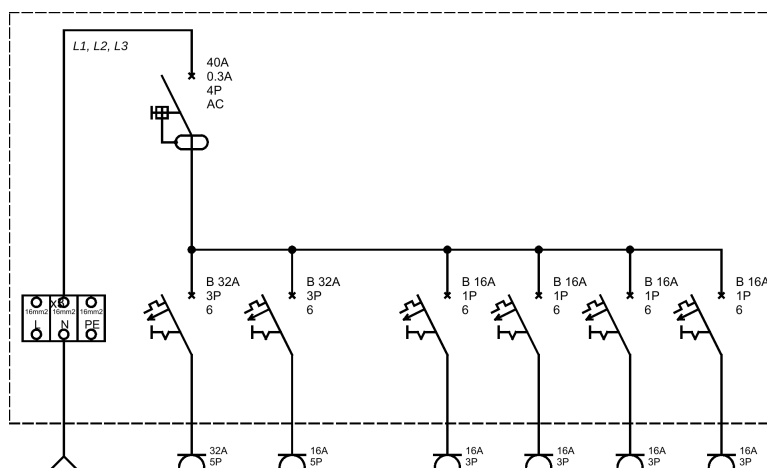 L1, L2, L3
40A
0.3A
4P
AC
B 32A
3P
6
B 32A
3P
6
B 16A
1P
6
B 16A
1P
6
B 16A
1P
6
B 16A
1P
6
16mm2 16mm2 16mm2
L N PE
32A
5P
16A
5P
16A
3P
16A
3P
16A
3P
16A
3P